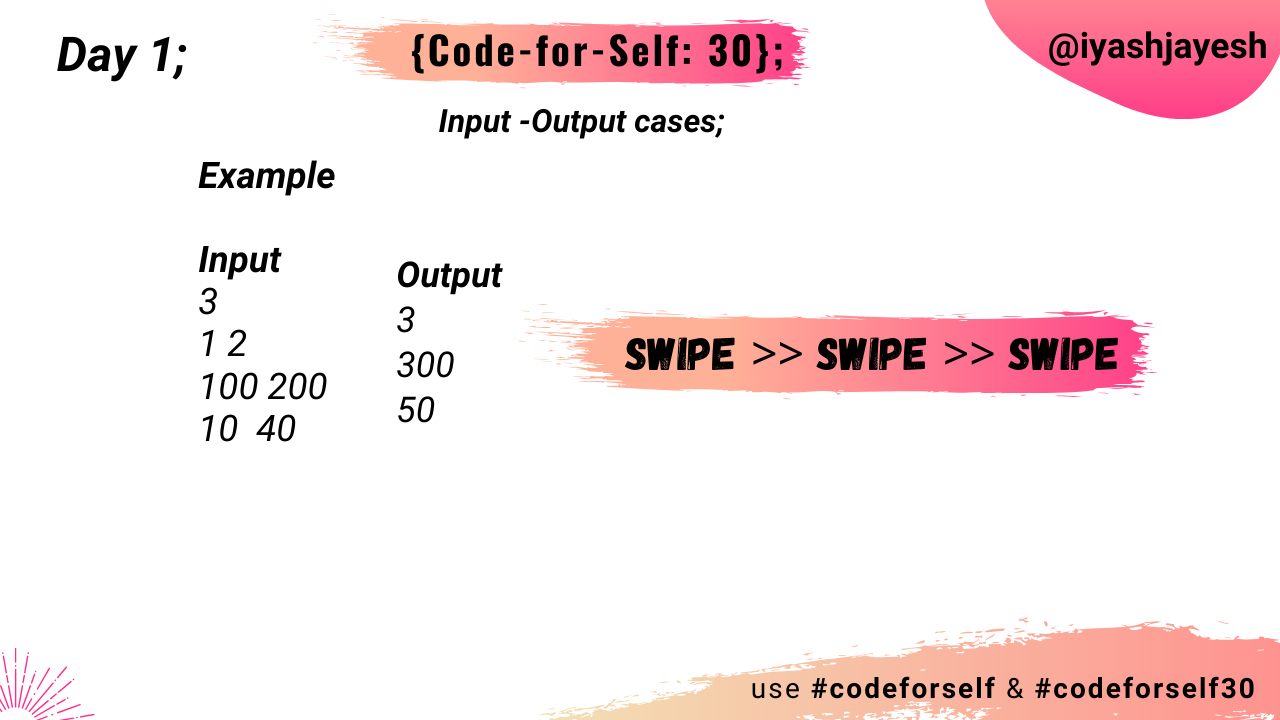 Day 1;
{Code-for-Self: 30};
@iyashjayesh
Input -Output cases;
Example
Input
3
1 2
100 200
10  40
Output
3
300
50
SWIPE >> SWIPE >> SWIPE
use #codeforself & #codeforself30